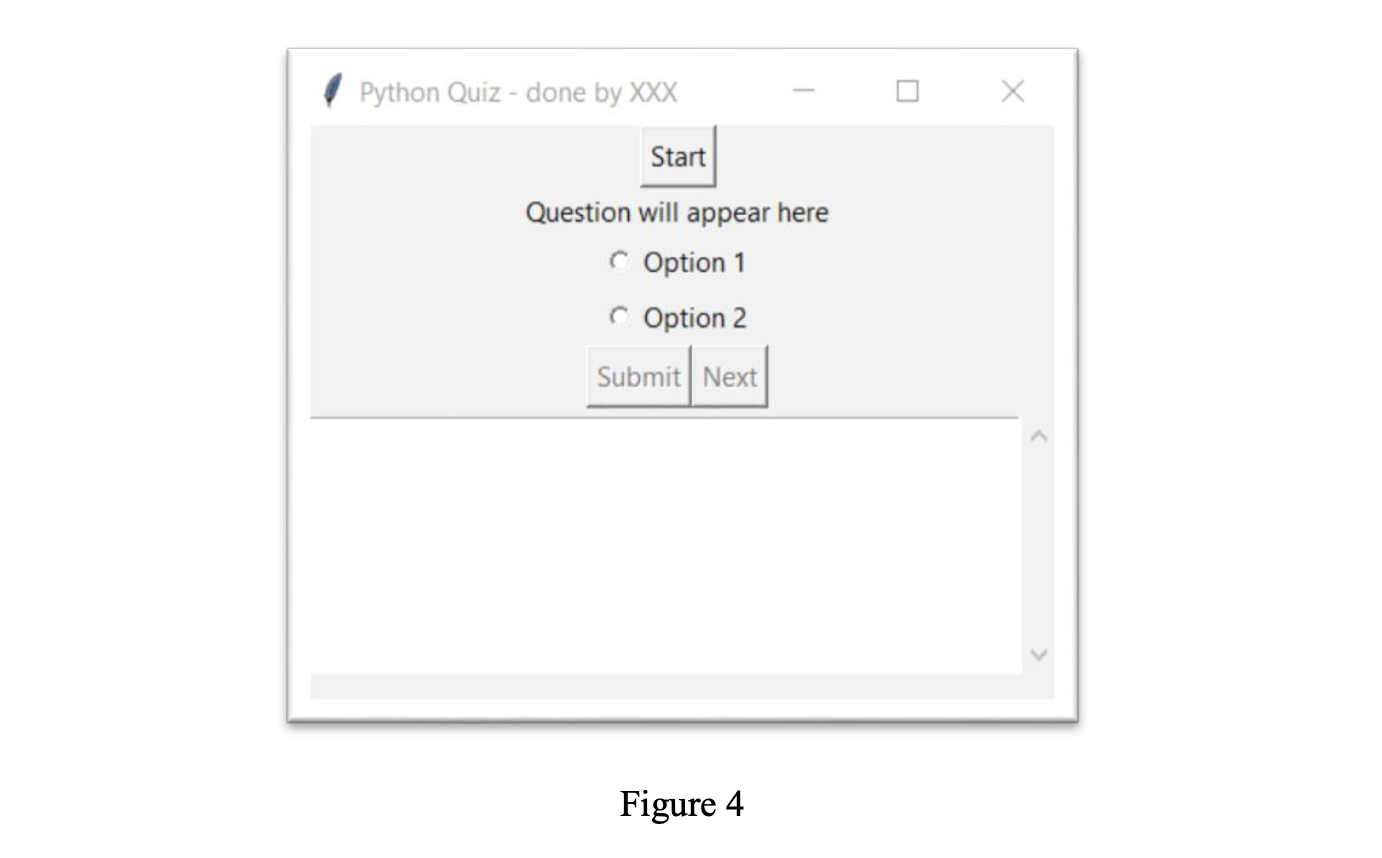 Python Quiz - done by XXX
Start
Question will appear here
Option 1
Option 2
Submit Next
Figure 4